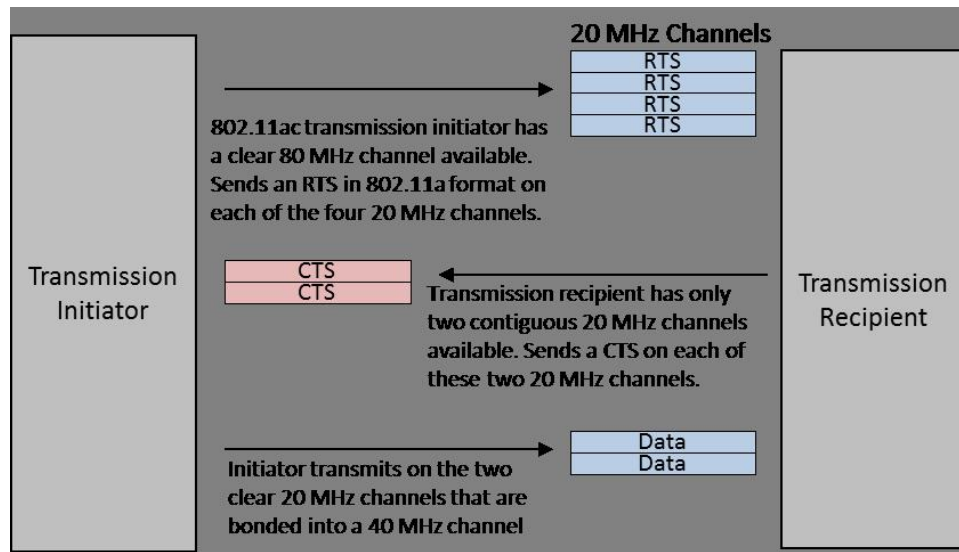 20 MHz Channels
RTS
RTS
RTS
RTS
802.11ac transmission initiator has
a clear 80 MHz channel available.
Sends an RTS in 802.11a format on
each of the four 20 MHz channels.
Transmission
Initiator
CTS
CTS
Transmission recipient has only
two contiguous 20 MHz channels
available. Sends a CTS on each of
these two 20 MHz channels.
Transmission
Recipient
Data
Data
Initiator transmits on the two
clear 20 MHz channels that are
bonded into a 40 MHz channel